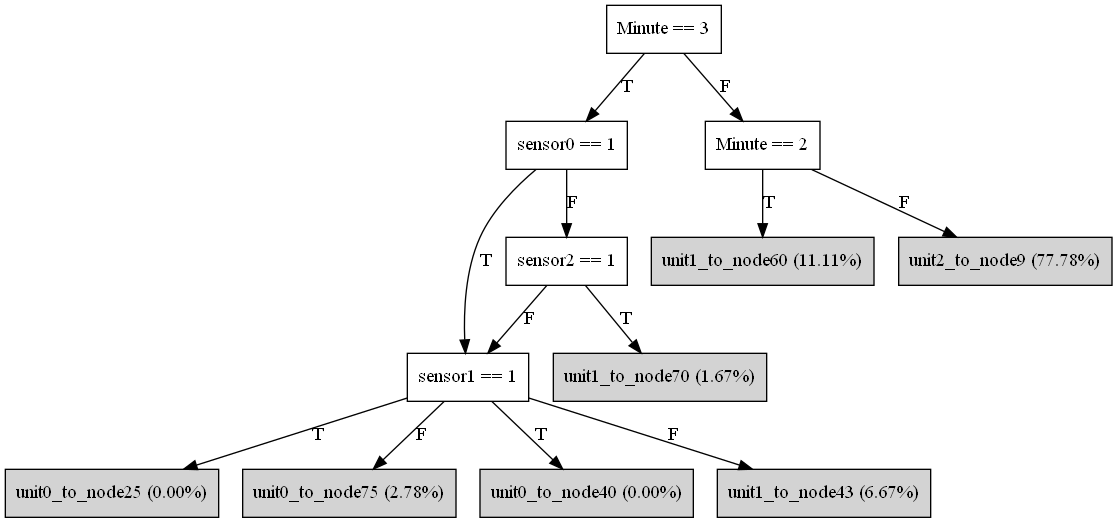 Minute == 3
T
F
sensor0 == 1
Minute == 2
T
F
T
F
sensor2 == 1
unit1_to_node60 (11.11%)
unit2_to_node9 (77.78%)
F
T
sensor1 == 1
unit1_to_node70 (1.67%)
T
F
T
F
unit0_to_node25 (0.00%)
unit0_to_node75 (2.78%)
unit0_to_node40 (0.00%)
unit1_to_node43 (6.67%)